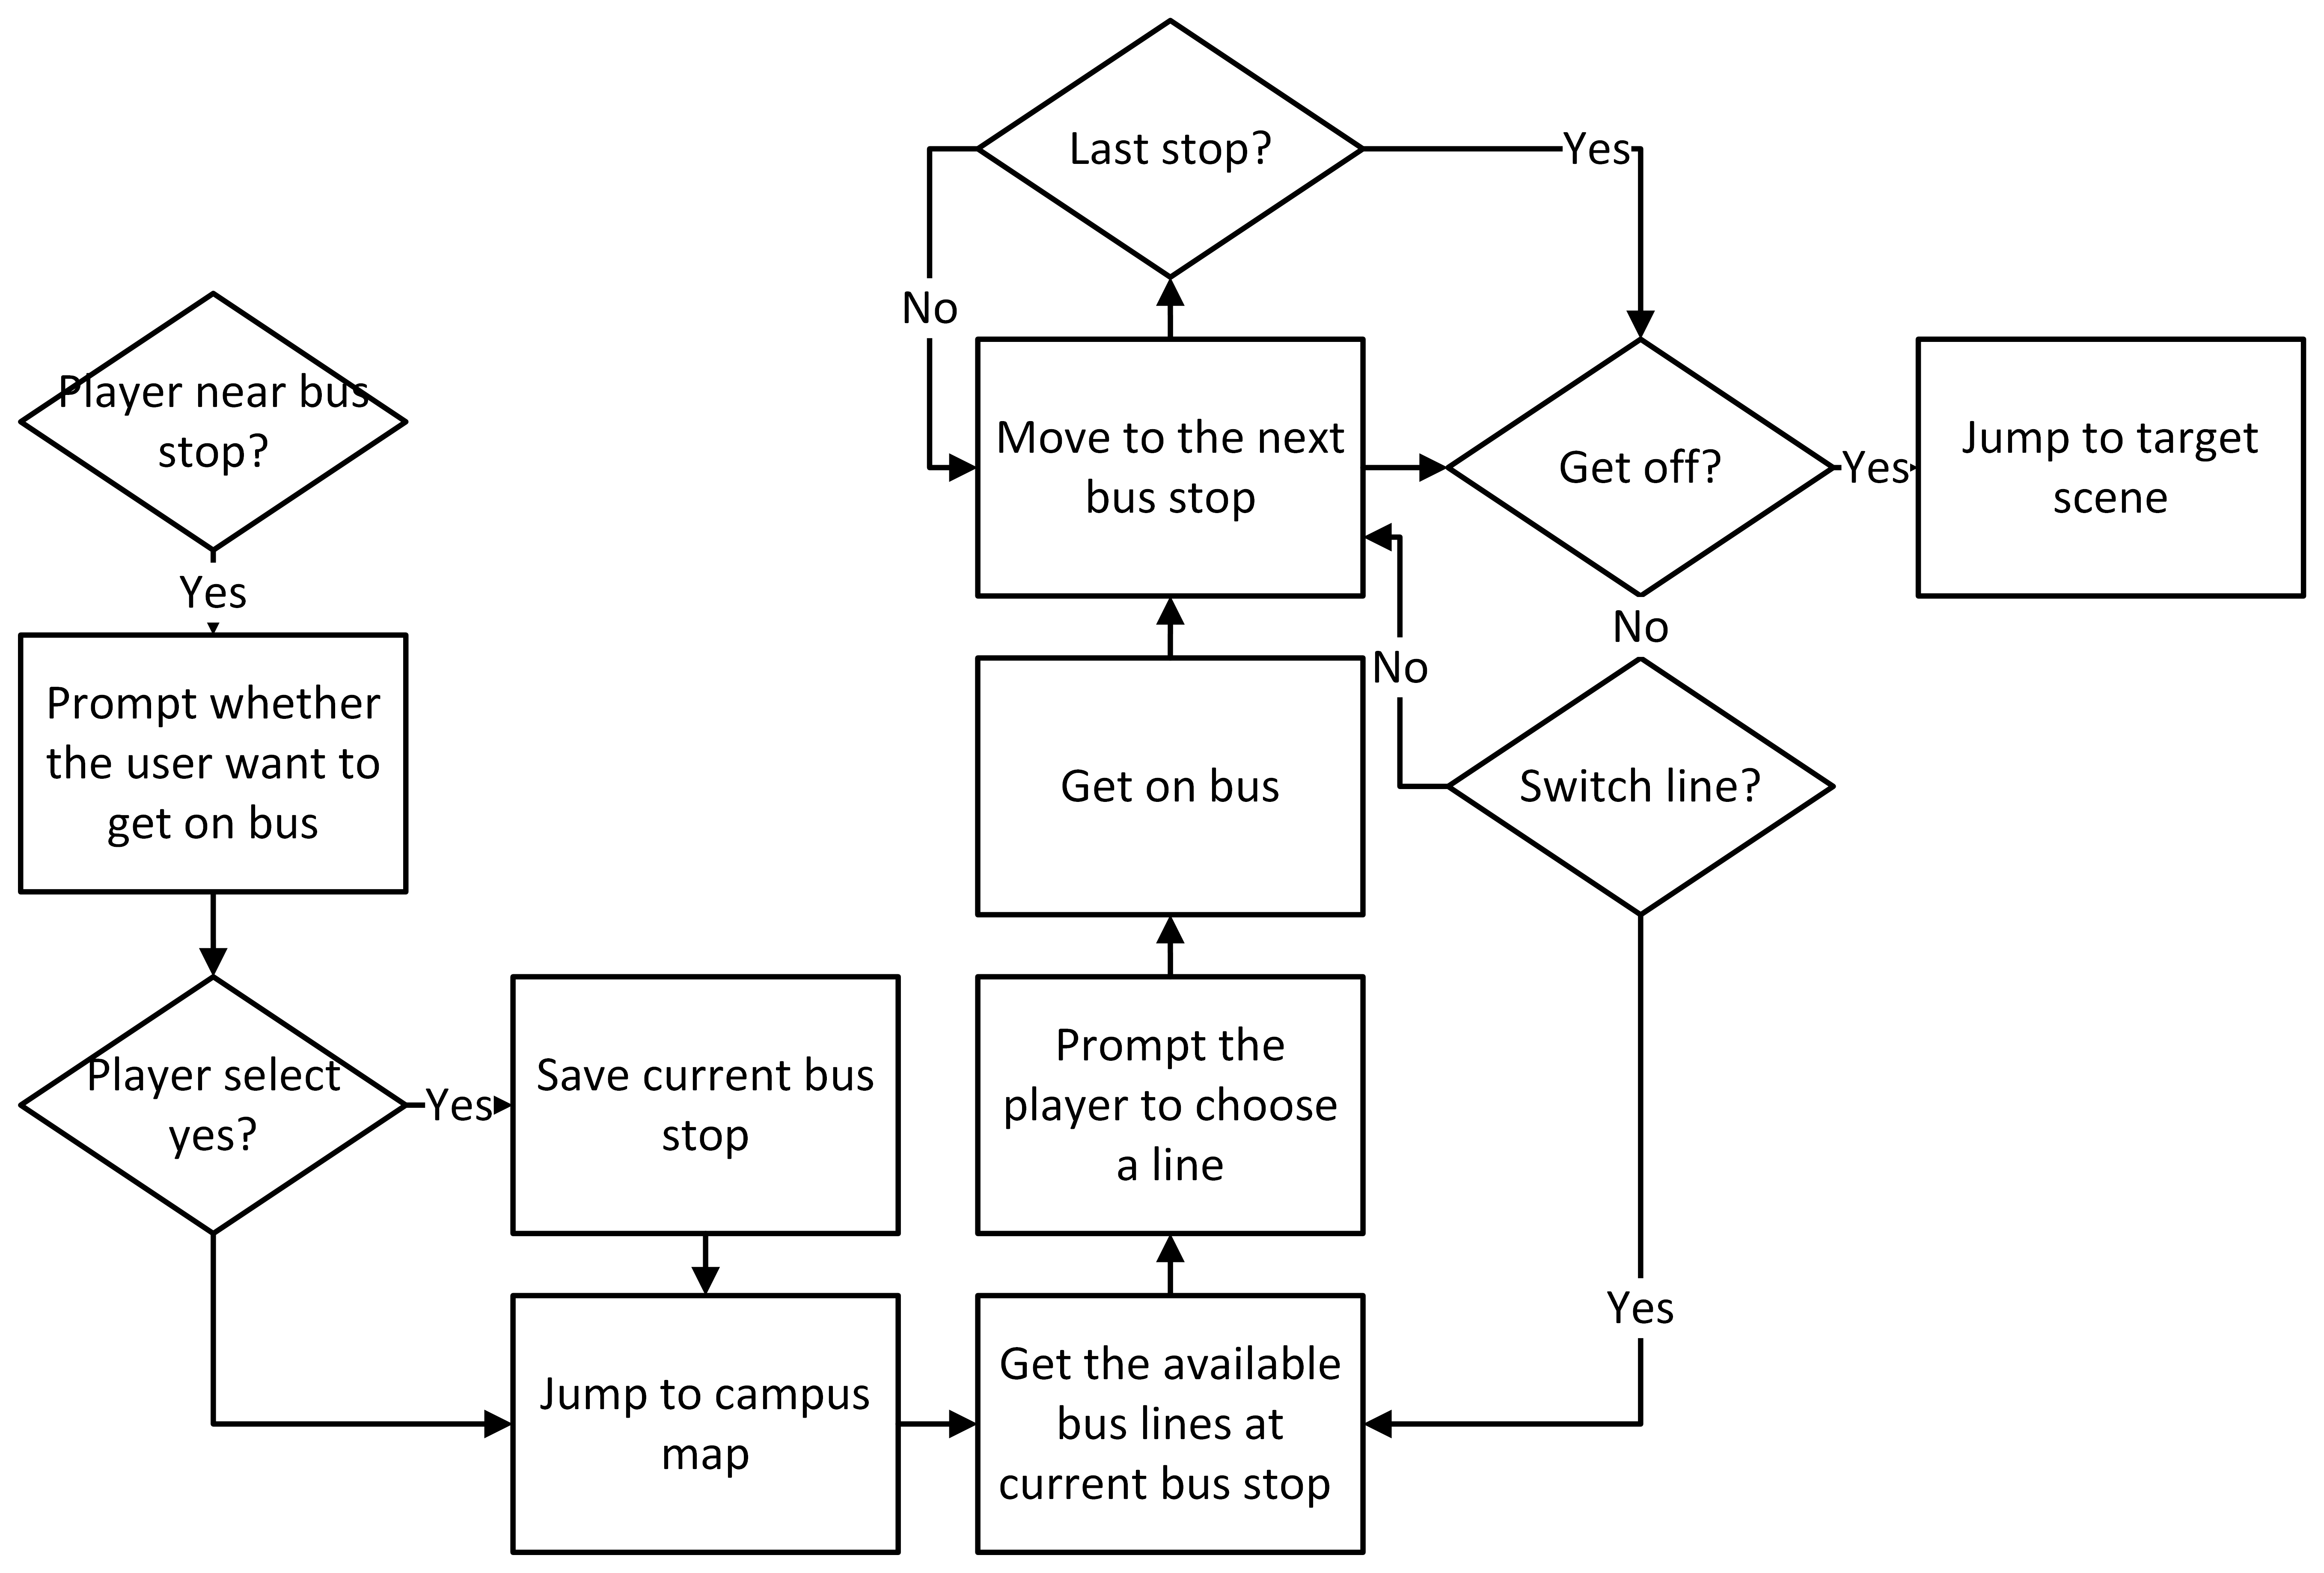 Last stop?
Yes
No
Player near bus
stop?
Yes
Move to the next
bus stop
Get off?
Yes
Jump to target
scene
No
No
Prompt whether
the user want to
get on bus
Get on bus
Switch line?
Player select
yes?
Yes
Save current bus
stop
Prompt the
player to choose
a line
Yes
Jump to campus
map
Get the available
bus lines at
current bus stop